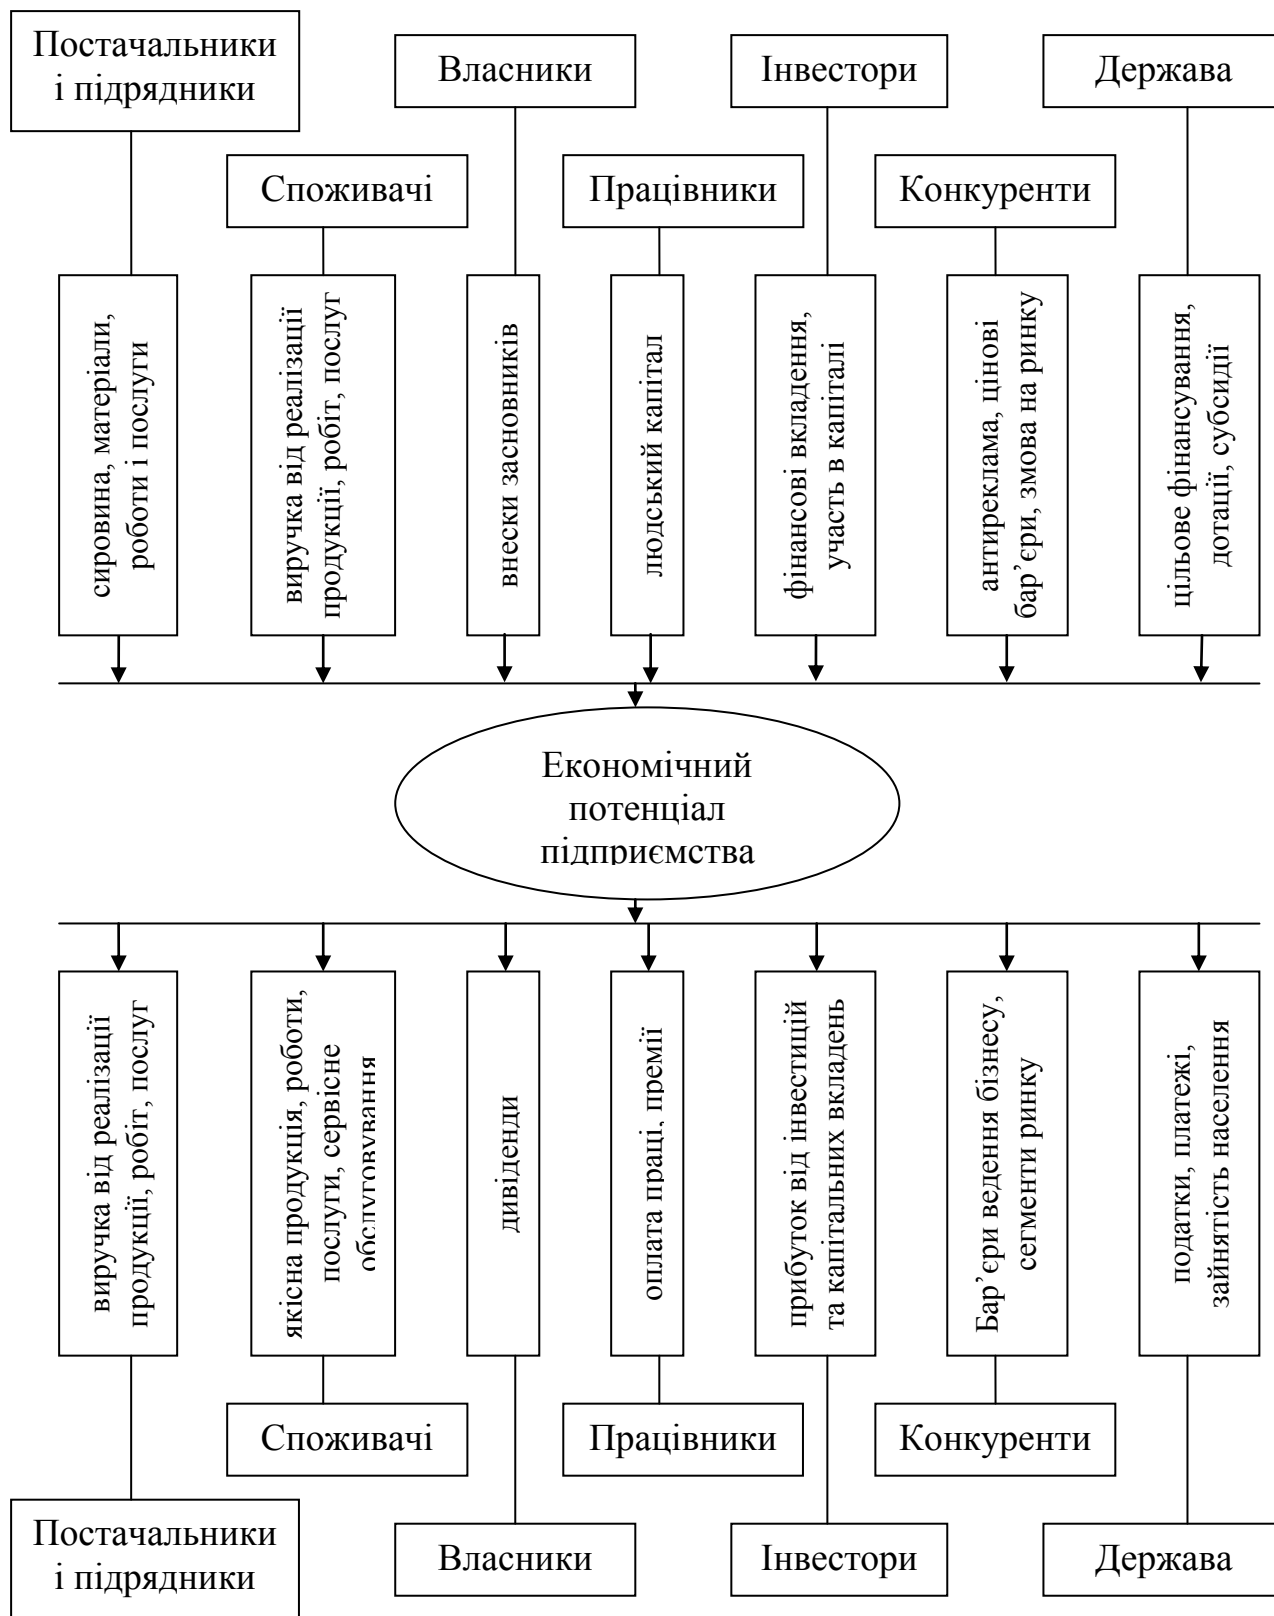 Постачальники
і підрядники
Власники
Інвестори
Держава
Споживачі
Працівники
Конкуренти
сировина, матеріали,
роботи і послуги
виручка від реалізації
продукції, робіт, послуг
внески засновників
людський капітал
фінансові вкладення,
участь в капіталі
антиреклама, цінові
бар’єри, змова на ринку
цільове фінансування,
дотації, субсидії
Економічний
потенціал
підприємства
виручка від реалізації
продукції, робіт, послуг
якісна продукція, роботи,
послуги, сервісне
обслуговування
дивіденди
оплата праці, премії
прибуток від інвестицій
та капітальних вкладень
Бар’єри ведення бізнесу,
сегменти ринку
податки, платежі,
зайнятість населення
Споживачі
Працівники
Конкуренти
Постачальники
і підрядники
Власники
Інвестори
Держава